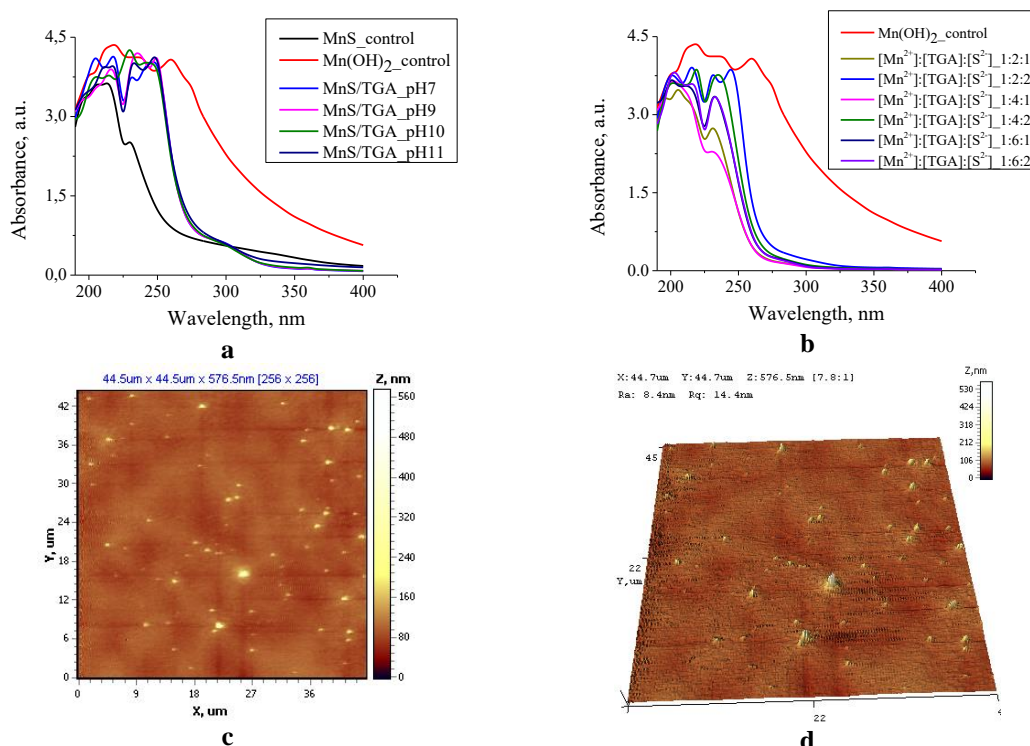 4.5
3.0
1.5
0,0
200
250
300
350
400
Absorbance, a.u.
Wavelength, nm
MnS_control
Mn(OH)2_control
MnS/TGA_pH7
MnS/TGA_pH9
MnS/TGA_pH10
MnS/TGA_pH11
a
4.5
3.0
1.5
0.0
200
250
300
350
400
Absorbance, a.u.
Wavelength, nm
Mn(OH)2_control
[Mn2+]:[TGA]:[S2-]_1:2:1
[Mn2+]:[TGA]:[S2-]_1:2:2
[Mn2+]:[TGA]:[S2-]_1:4:1
[Mn2+]:[TGA]:[S2-]_1:4:2
[Mn2+]:[TGA]:[S2-]_1:6:1
[Mn2+]:[TGA]:[S2-]_1:6:2
b
44.5um x 44.5um x 576.5nm [256 x 256]
Z, nm
560
480
400
320
240
160
80
0
42
36
30
24
18
12
6
0
Y, um
0
9
18
27
36
X, um
c
X:44.7um Y:44.7um Z:576.5nm [7.8:1]
Ra: 8.4nm Rq: 14.4nm
Z, nm
530
424
318
212
106
0
45
22
Y,um
22
4
d